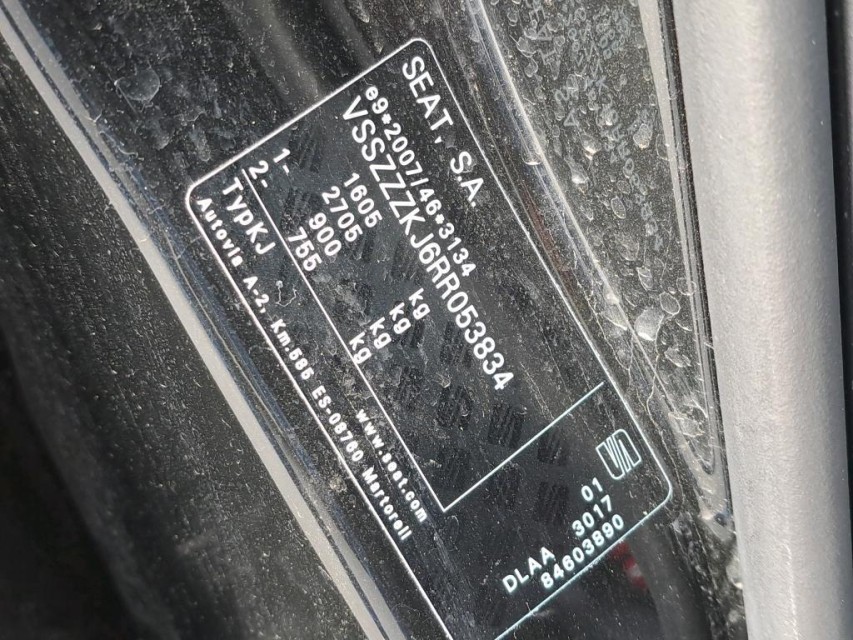 SEAT, S.A.
e9*2007/46*3134
VSSZZZKJ6RR053834
1605 kg
2705 kg
1- 900 kg
2- 755 kg
TypKJ
www.seat.com
Autovia A-2, Km.585 ES-08760 Martorell
01
DLAA 3017
84603890